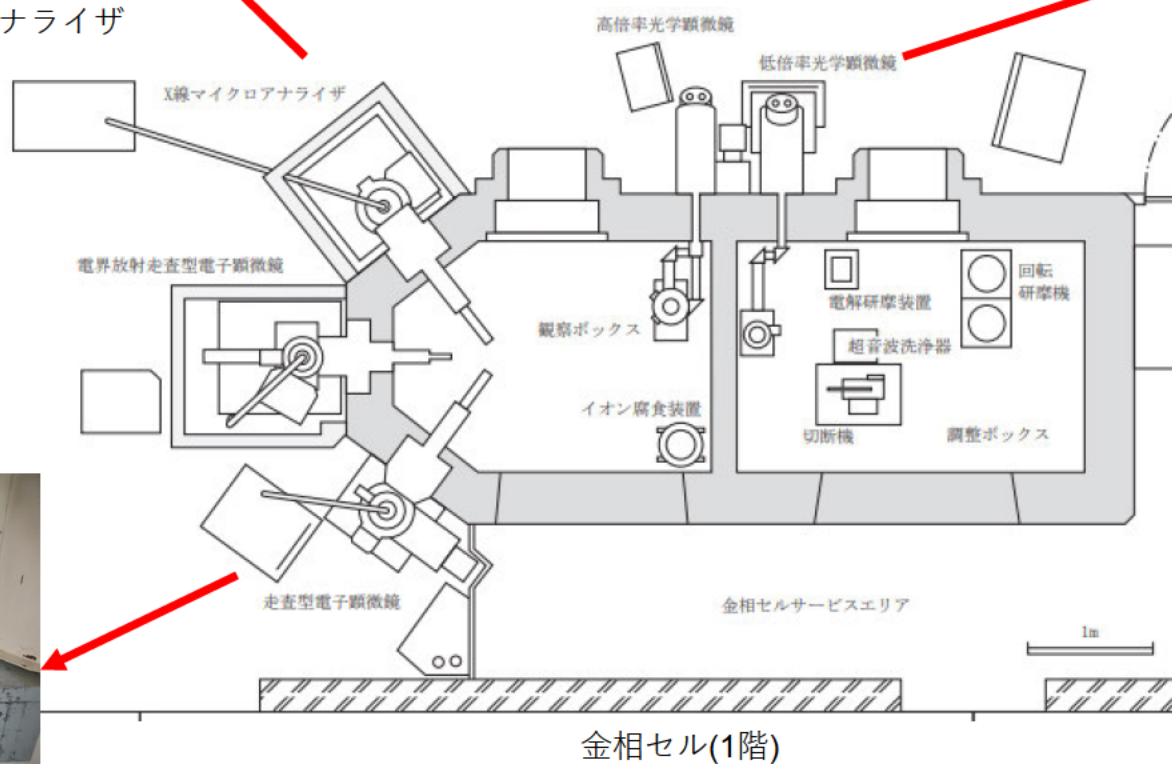 ナライザ
高倍率光学顕微鏡
低倍率光学顕微鏡
X線マイクロアナライザ
電界放射走査型電子顕微鏡
回転
研摩機
電解研摩装置
観察ボックス
超音波洗浄器
イオン腐食装置
切断機
調整ボックス
走査型電子顕微鏡
金相セルサービスエリア
1m
金相セル(1階)